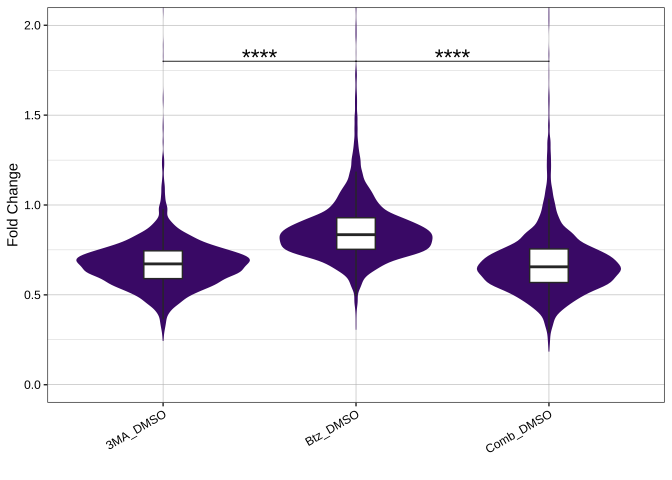 2.0
**** ****
1.5
Fold Change
1.0
0.5
0.0
3MA_DMSO
Btz_DMSO
Comb_DMSO